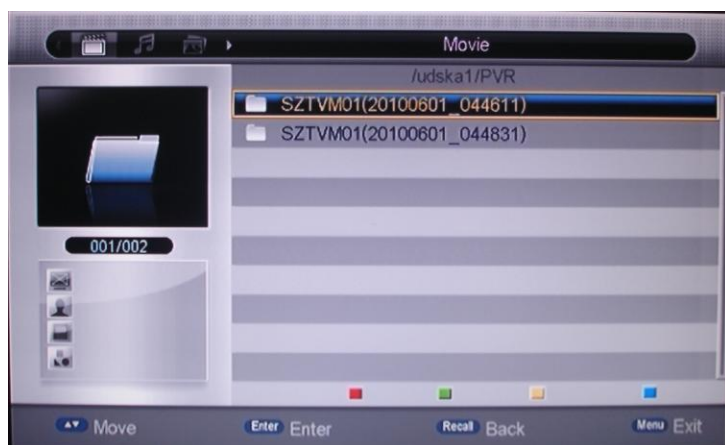 Movie
/udska1/PVR
SZTVM01(20100601_044611)
SZTVM01(20100601_044831)
001/002
Move
Enter Enter
Recall Back
Menu Exit